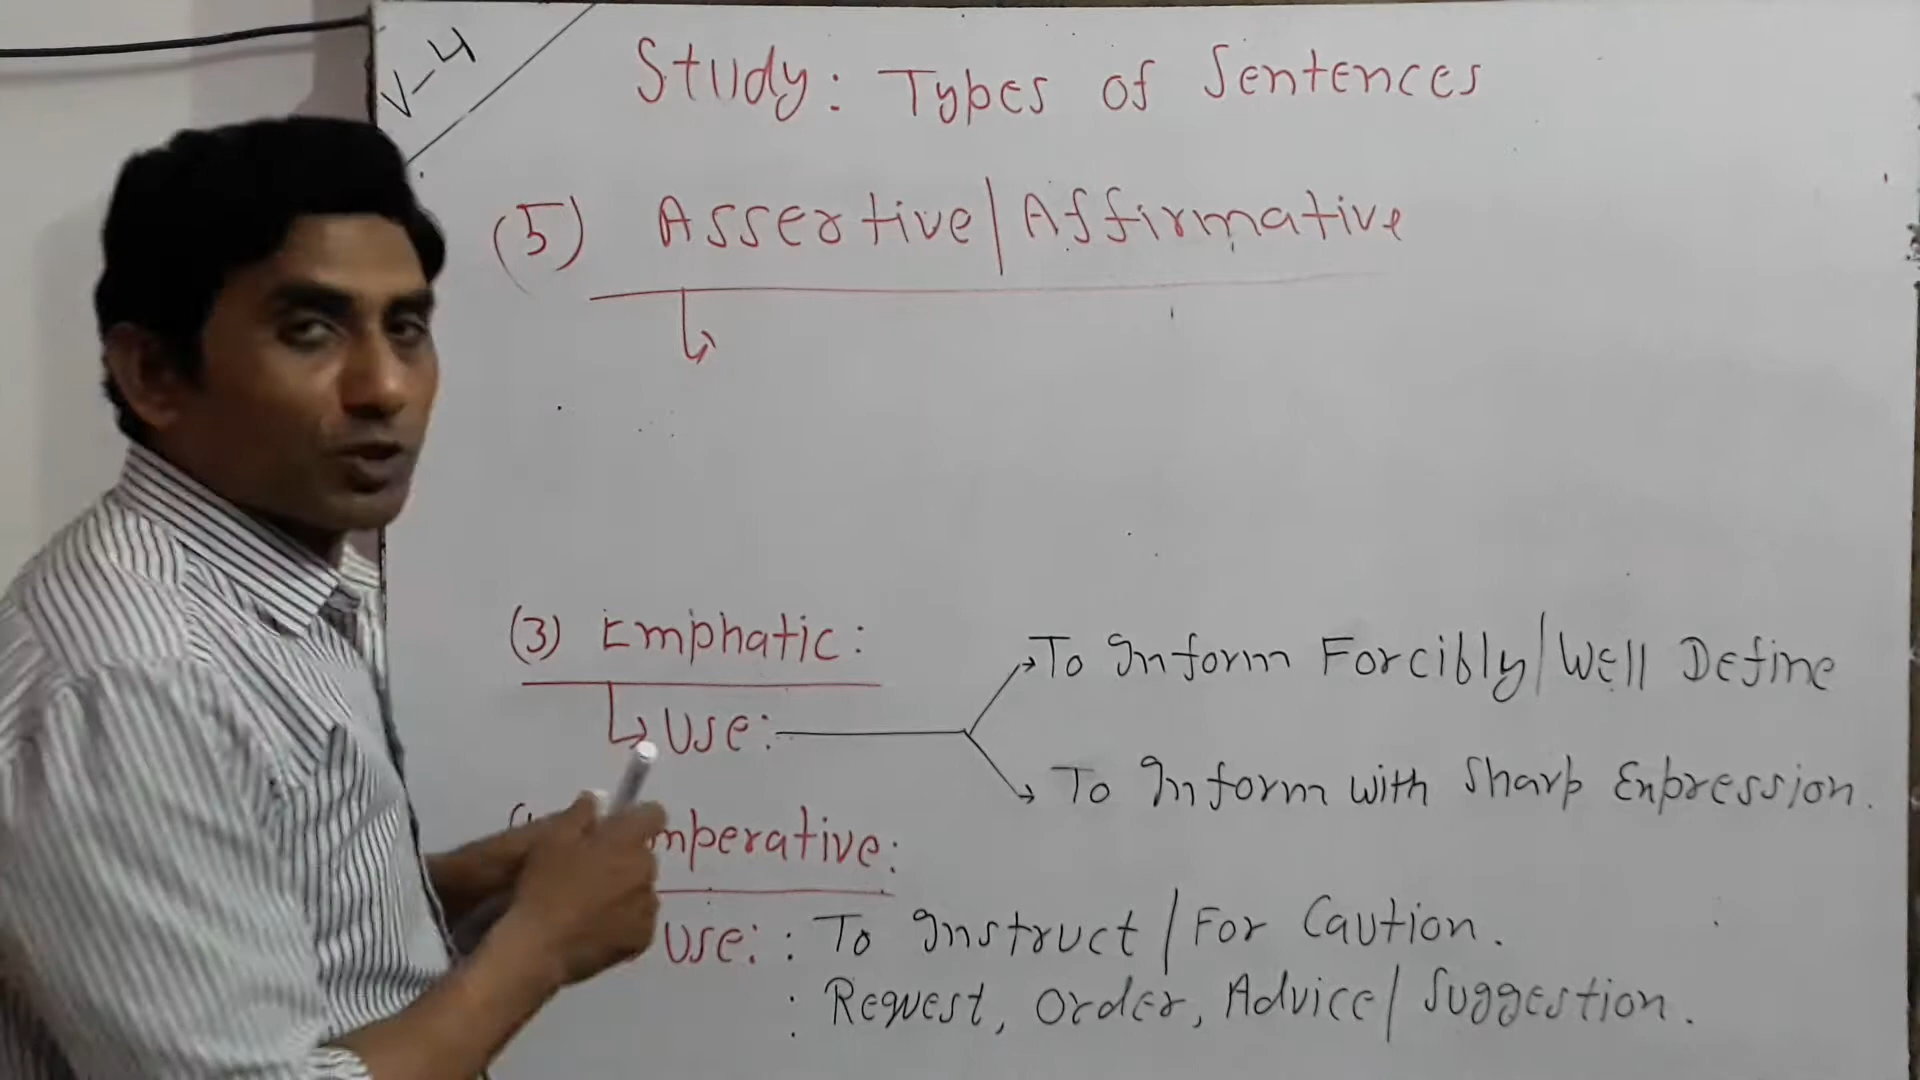 V-4
Study: Types of Sentences
(5) Assertive/Affirmative
(3) Emphatic:
To Inform Forcibly/Well Define
Use:
To Inform with Sharp Expression.
Use: : To Instruct/For Caution.
: Request, Order, Advice/Suggestion.